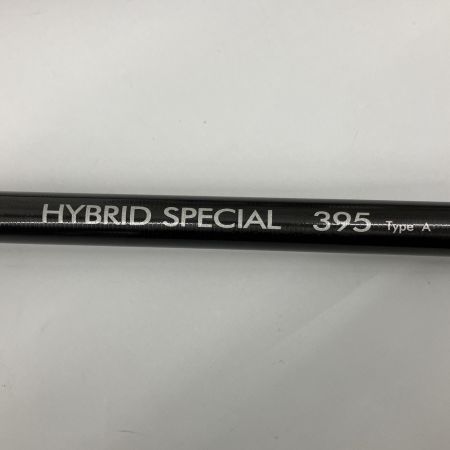 HYBRID SPECIAL 395 Type A